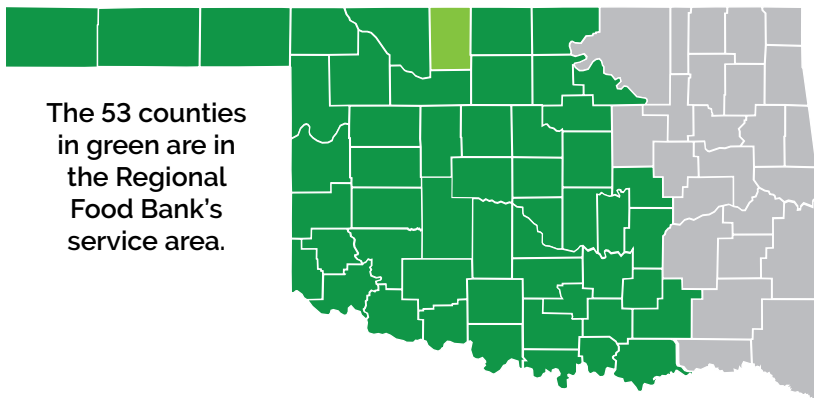 The 53 counties
in green are in
the Regional
Food Bank's
service area.